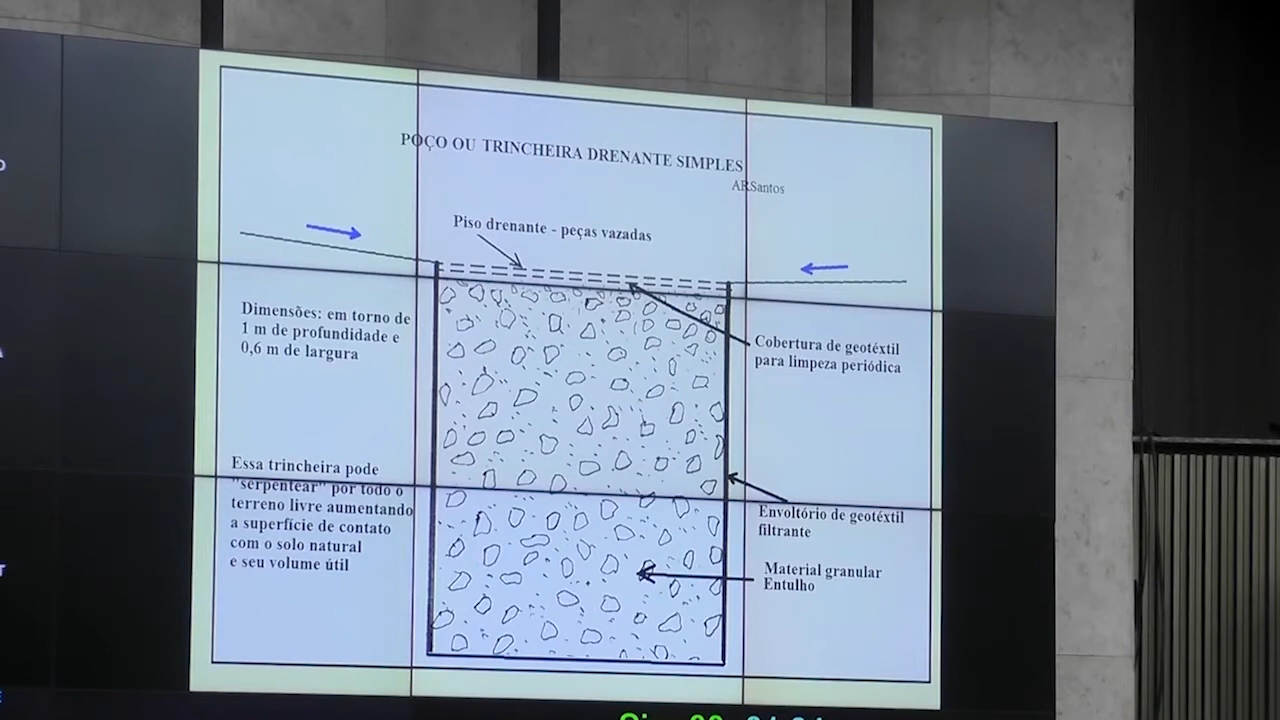 POÇO OU TRINCHEIRA DRENANTE SIMPLES
ARSantos
Piso drenante - peças vazadas
Dimensões: em torno de
1 m de profundidade e
0,6 m de largura
Cobertura de geotéxtil
para limpeza periódica
Essa trincheira pode
"serpentear" por todo o
terreno livre aumentando
a superfície de contato
com o solo natural
e seu volume útil
Envoltório de geotéxtil
filtrante
Material granular
Entulho